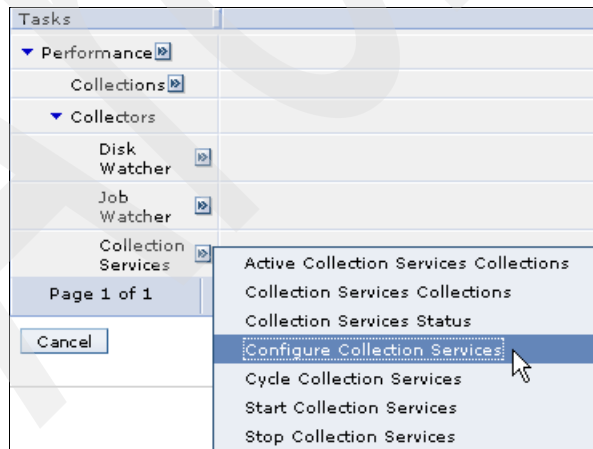 Tasks
Performance
Collections
Collectors
Disk
Watcher
Job
Watcher
Collection
Services
Page 1 of 1
Cancel
Active Collection Services Collections
Collection Services Collections
Collection Services Status
Configure Collection Services
Cycle Collection Services
Start Collection Services
Stop Collection Services